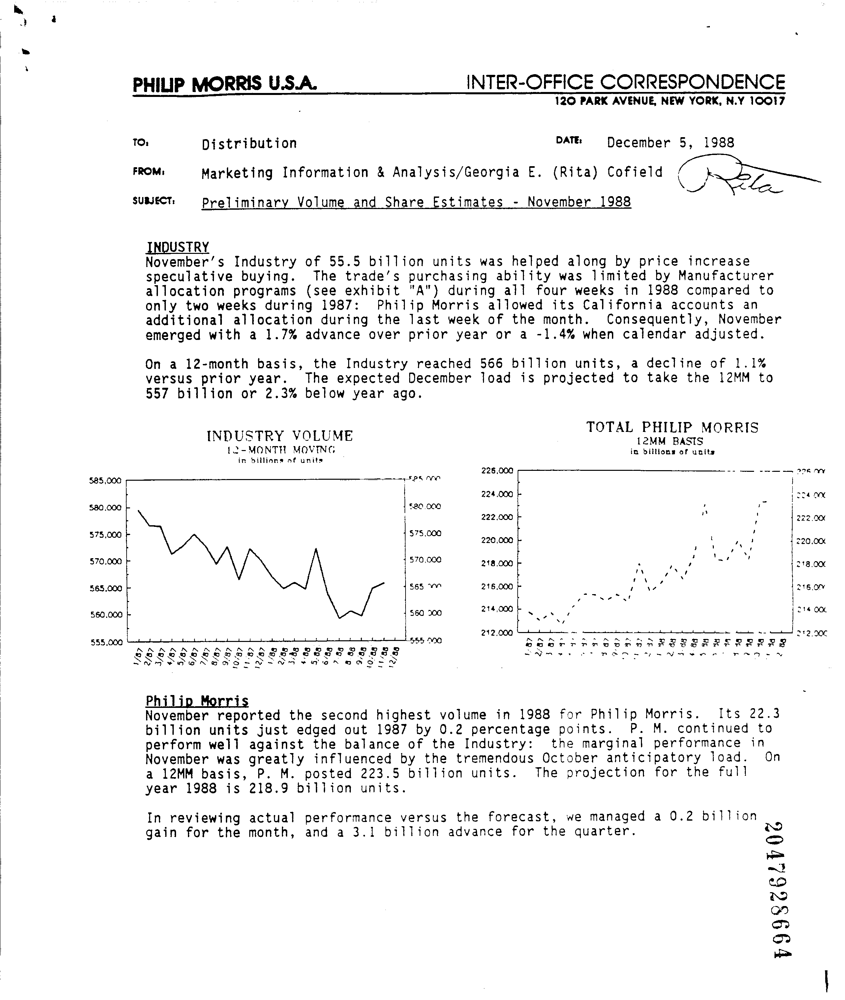 PHILIP MORRIS U.S.A. INTER-OFFICE CORRESPONDENCE
120 PARK AVENUE, NEW YORK, N.Y 10017
TO: Distribution DATE: December 5, 1988
FROM: Marketing Information & Analysis/Georgia E. (Rita) Cofield Rita
SUBJECT: Preliminary Volume and Share Estimates - November 1988
INDUSTRY
November's Industry of 55.5 billion units was helped along by price increase
speculative buying. The trade's purchasing ability was limited by Manufacturer
allocation programs (see exhibit "A") during all four weeks in 1988 compared to
only two weeks during 1987: Philip Morris allowed its California accounts an
additional allocation during the last week of the month. Consequently, November
emerged with a 1.7% advance over prior year or a -1.4% when calendar adjusted.
On a 12-month basis, the Industry reached 566 billion units, a decline of 1.1%
versus prior year. The expected December load is projected to take the 12MM to
557 billion or 2.3% below year ago.
INDUSTRY VOLUME
12-MONTH MOVING
in billions of units
585.000
580.000 580.000
575.000 575.000
570.000 570.000
565.000 565
560.000 560
555.000 555
1/87 2/87 3/87 4/87 5/87 6/87 7/87 8/87 9/87 10/87 11/87 12/87 1/88 2/88 3/88 4/88 5/88 6/88 7/88 8/88 9/88 10/88 11/88 12/88
TOTAL PHILIP MORRIS
12MM BASIS
in billions of units
226.000
224.000
222.000 222.00
220.000 220.00
218.000 218.00
216.000 216.00
214.000 214
212.000
Philip Morris
November reported the second highest volume in 1988 for Philip Morris. Its 22.3
billion units just edged out 1987 by 0.2 percentage points. P. M. continued to
perform well against the balance of the Industry: the marginal performance in
November was greatly influenced by the tremendous October anticipatory load. On
a 12MM basis, P. M. posted 223.5 billion units. The projection for the full
year 1988 is 218.9 billion units.
In reviewing actual performance versus the forecast, we managed a 0.2 billion
gain for the month, and a 3.1 billion advance for the quarter.
2047928664